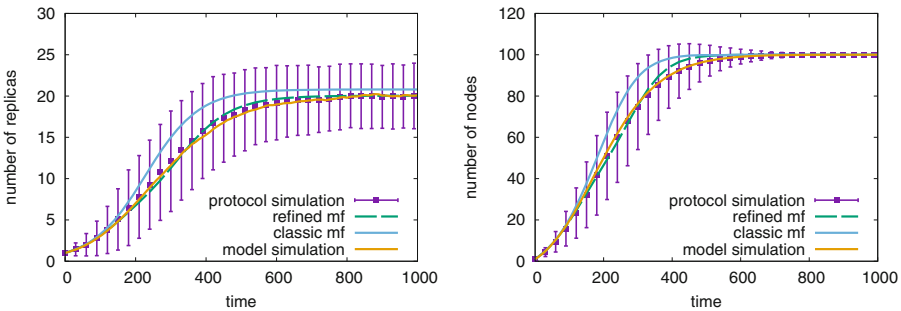 30
25
20
15
10
5
0
number of replicas
protocol simulation
refined mf
classic mf
model simulation
0 200 400 600 800 1000
time
120
100
80
60
40
20
0
number of nodes
protocol simulation
refined mf
classic mf
model simulation
0 200 400 600 800 1000
time